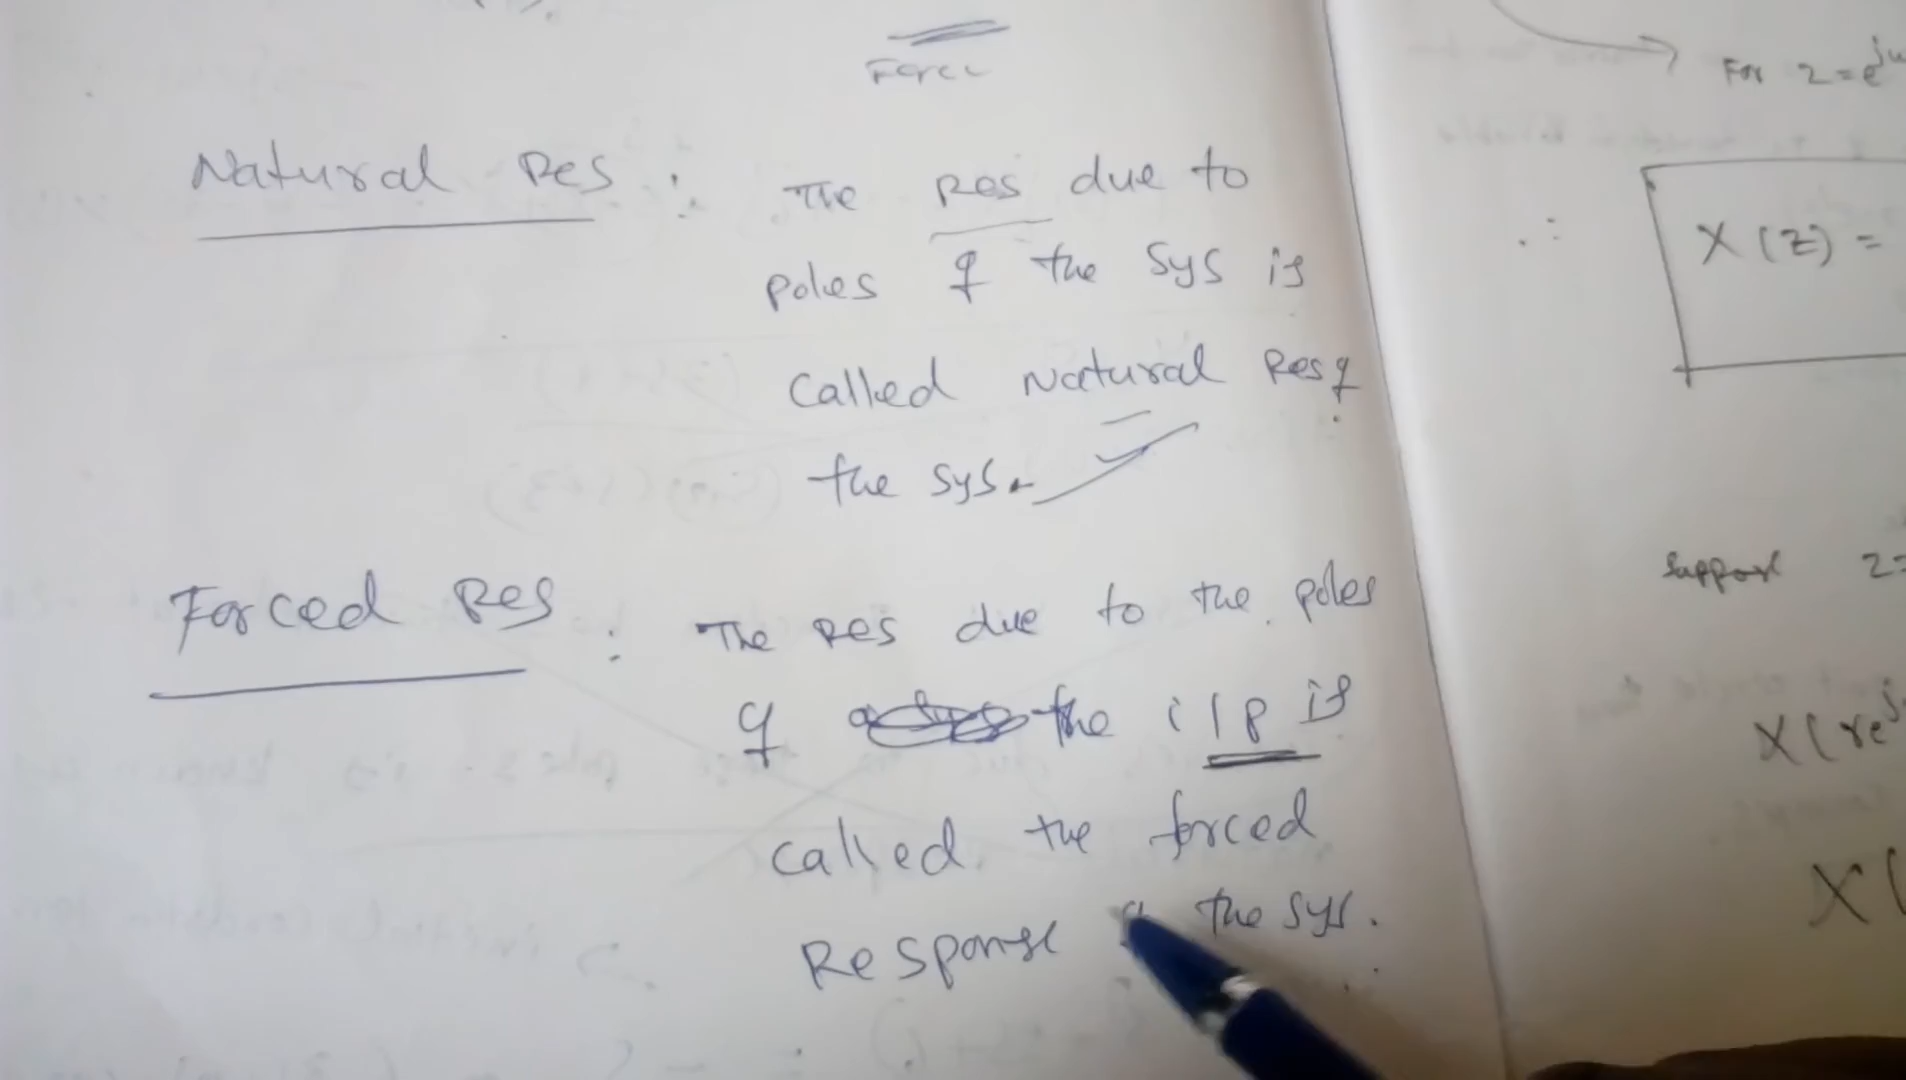 Force
Natural Res : The Res due to
poles of the sys is
called Natural Res of
the sys.
Forced Res : The Res due to the poles
of the i/p is
called the forced
Response of the sys.
For z = e^jω
∴ X(z) =
Suppose z =
X(re^j
X(